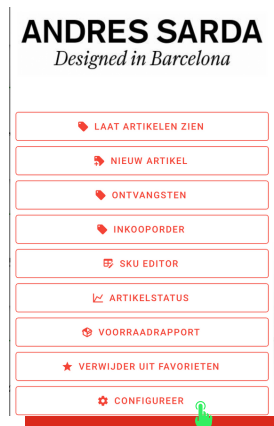 ANDRES SARDA
Designed in Barcelona
LAAT ARTIKELEN ZIEN
NIEUW ARTIKEL
ONTVANGSTEN
INKOOPORDER
SKU EDITOR
ARTIKELSTATUS
VOORRAADRAPPORT
VERWIJDER UIT FAVORIETEN
CONFIGUREER